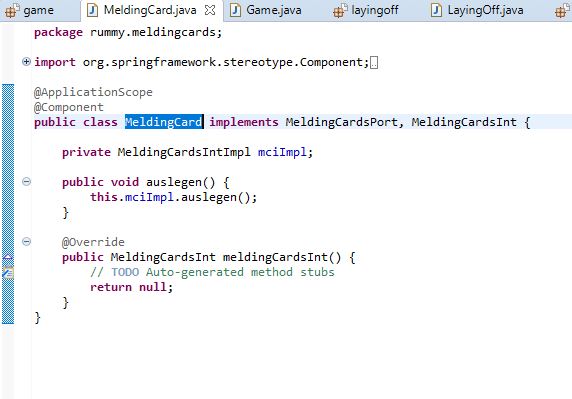 game MeldingCard.java Game.java layingoff LayingOff.java
package rummy.meldingcards;
import org.springframework.stereotype.Component;
@ApplicationScope
@Component
public class MeldingCard implements MeldingCardsPort, MeldingCardsInt {
private MeldingCardsIntImpl mciImpl;
public void auslegen() {
this.mciImpl.auslegen();
}
@Override
public MeldingCardsInt meldingCardsInt() {
// TODO Auto-generated method stubs
return null;
}
}